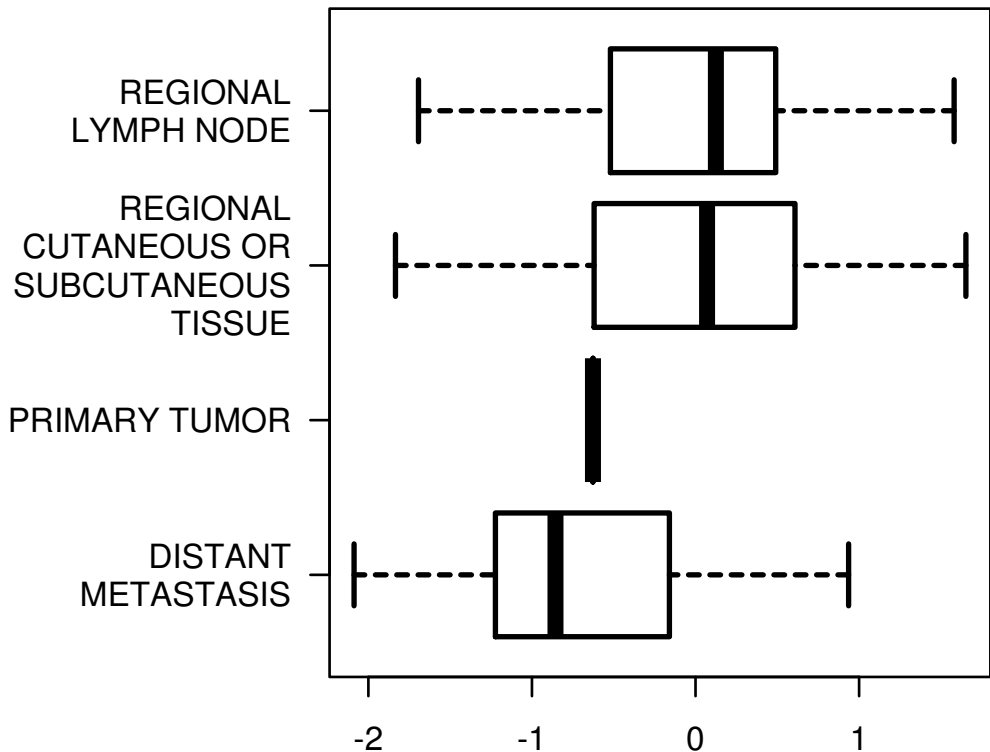 REGIONAL
LYMPH NODE
REGIONAL
CUTANEOUS OR
SUBCUTANEOUS
TISSUE
PRIMARY TUMOR
DISTANT
METASTASIS
-2 -1 0 1